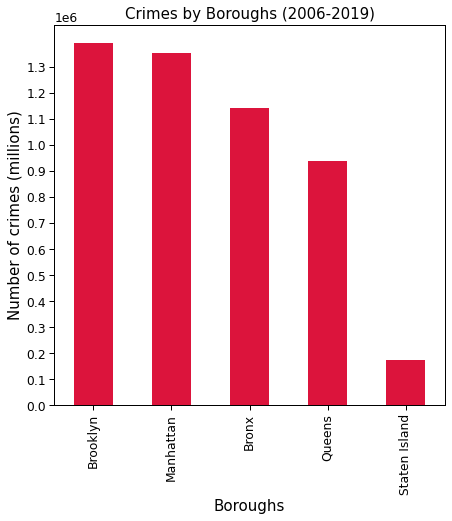 Crimes by Boroughs (2006-2019)
1e6
1.3
1.2
1.1
1.0
0.9
0.8
0.7
0.6
0.5
0.4
0.3
0.2
0.1
0.0
Number of crimes (millions)
Brooklyn
Manhattan
Bronx
Queens
Staten Island
Boroughs